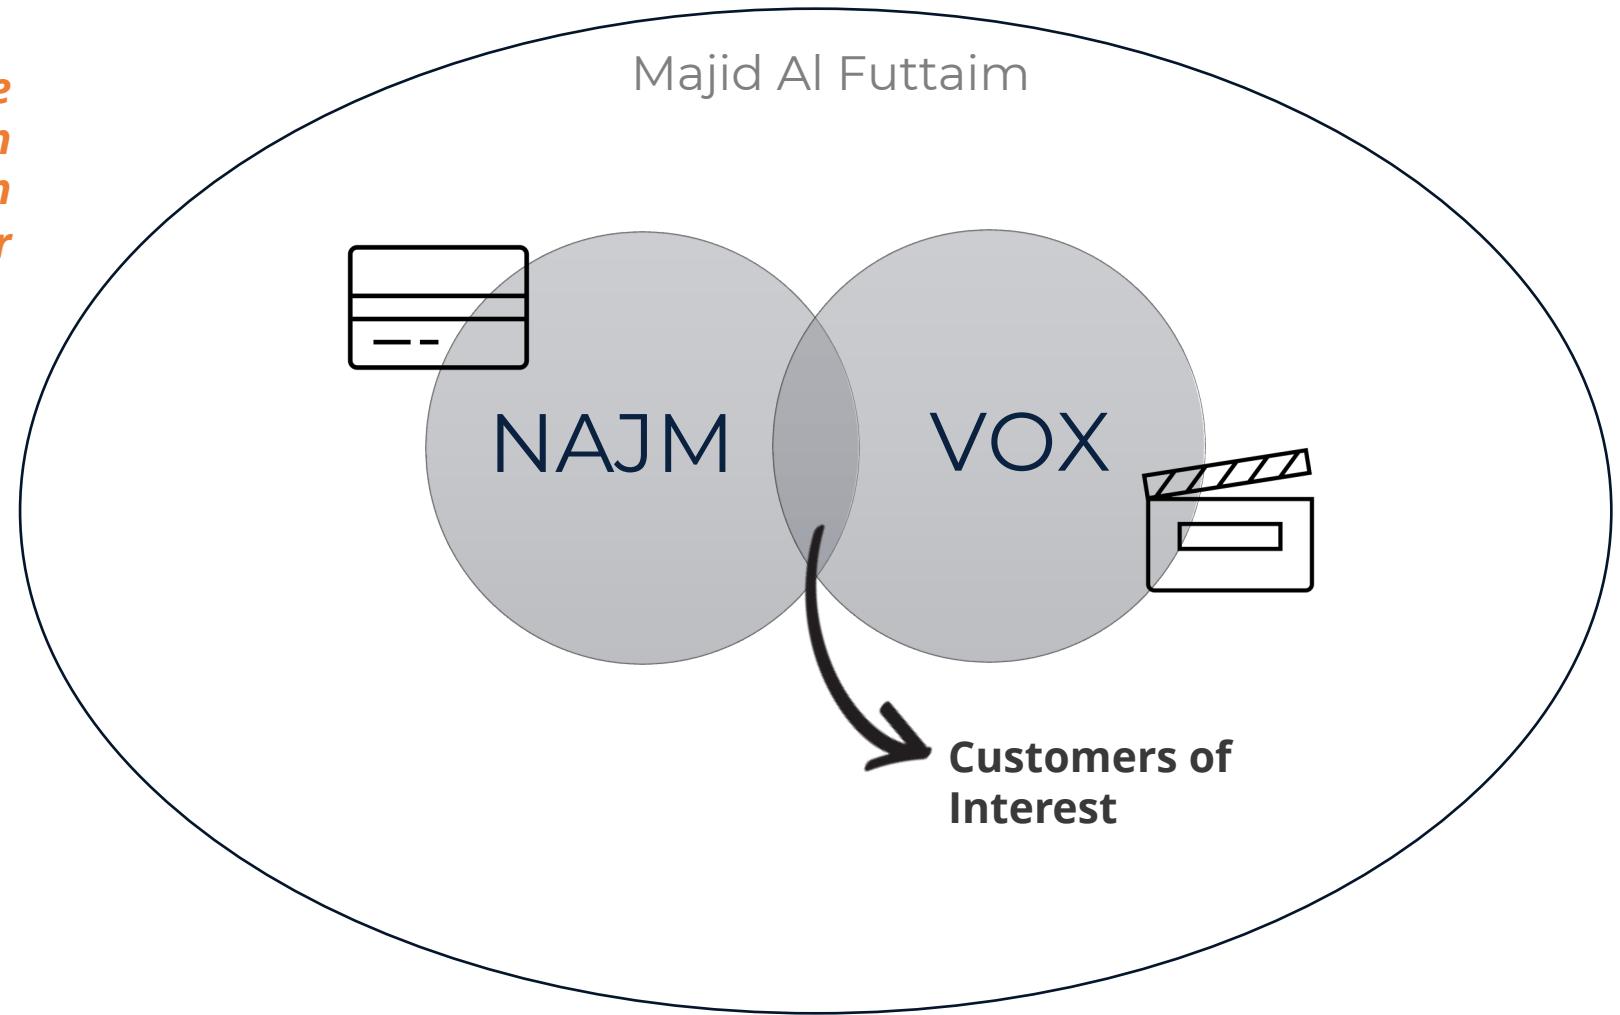 Majid Al Futtaim
NAJM
VOX
Customers of
Interest